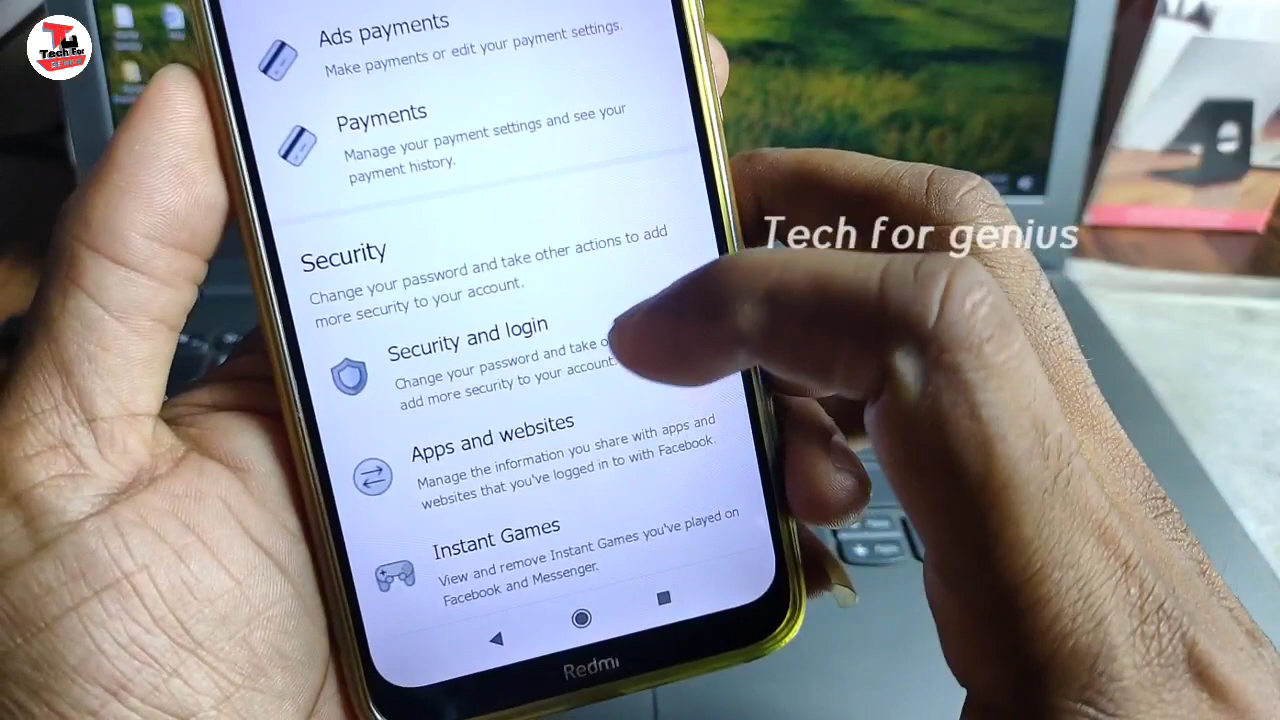 Tech For
GENIUS
Ads payments
Make payments or edit your payment settings.
Payments
Manage your payment settings and see your
payment history.
Tech for genius
Security
Change your password and take other actions to add
more security to your account.
Security and login
Change your password and take
add more security to your account.
Apps and websites
Manage the information you share with apps and
websites that you've logged in to with Facebook.
Instant Games
View and remove Instant Games you've played on
Facebook and Messenger.
Redmi